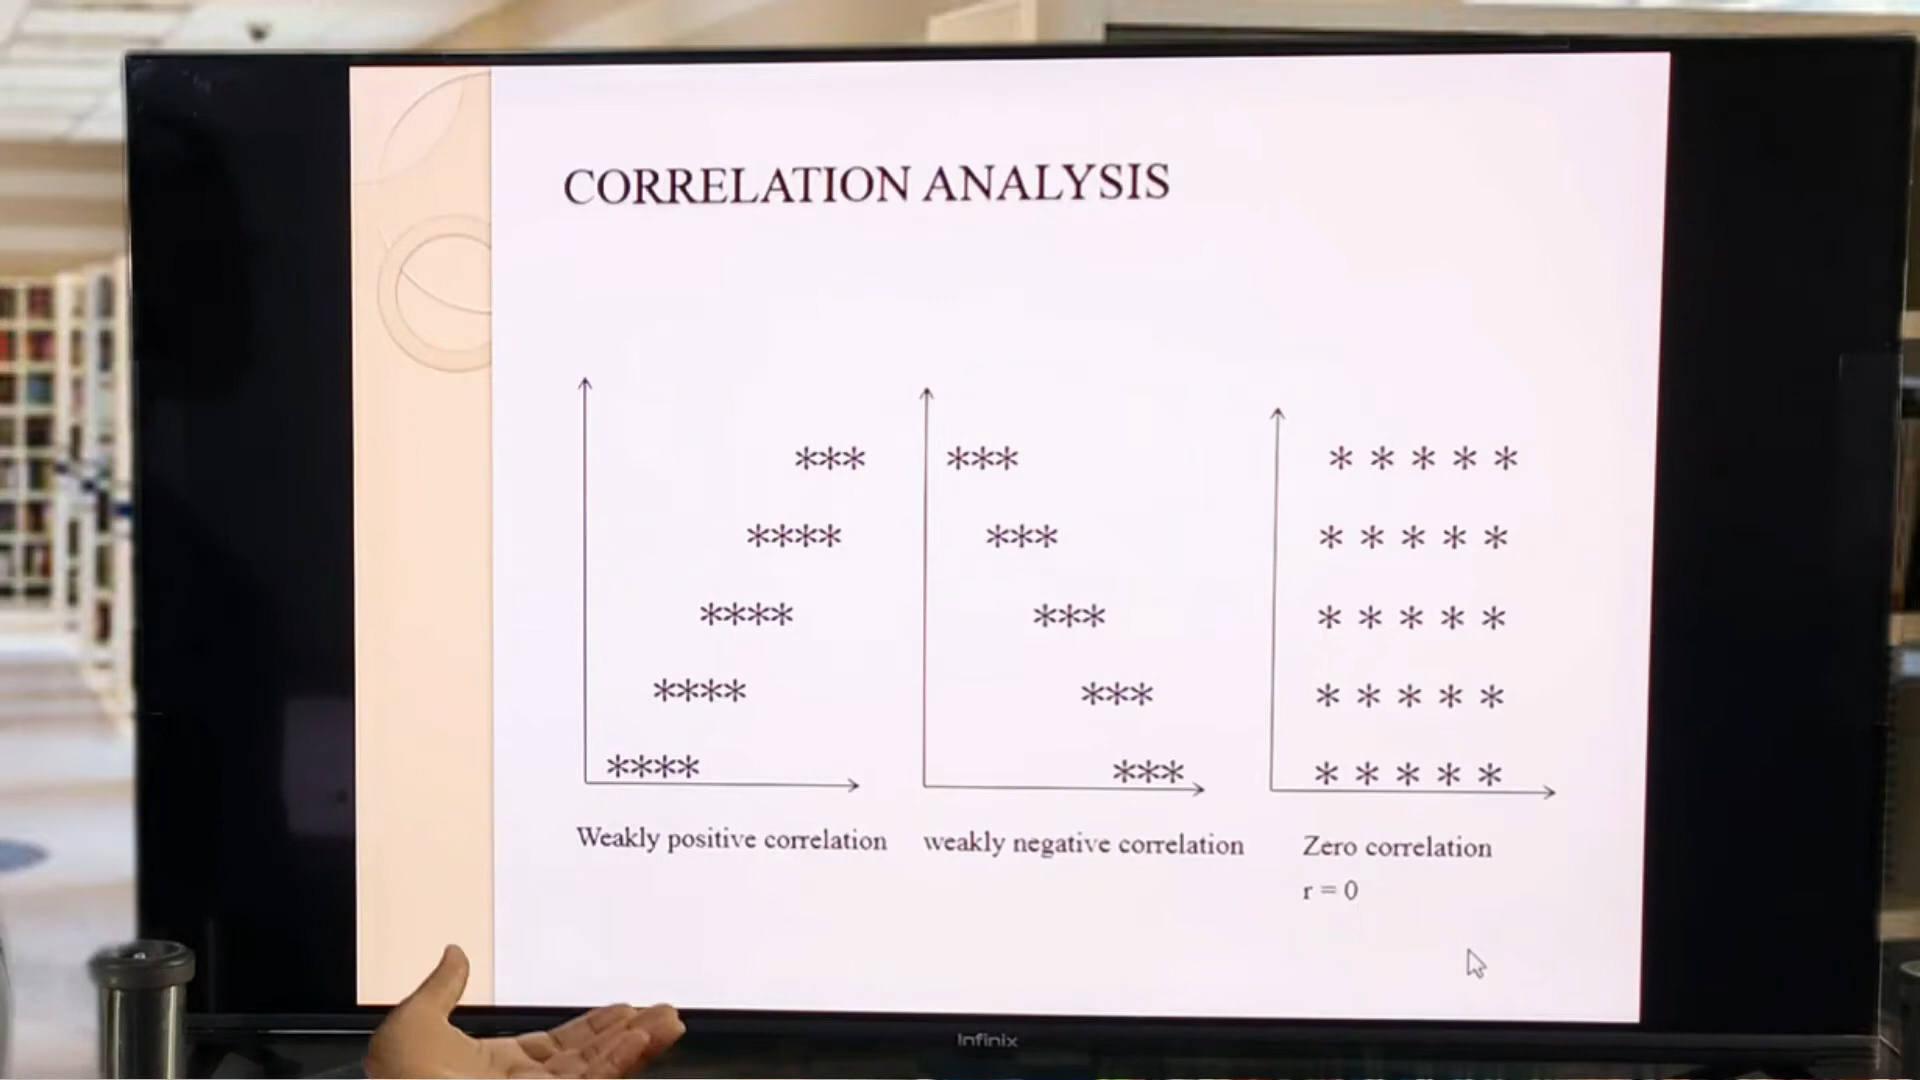 CORRELATION ANALYSIS
*** *** * * * * *
**** *** * * * * *
**** *** * * * * *
**** *** * * * * *
**** *** * * * * *
Weakly positive correlation
weakly negative correlation
Zero correlation
r = 0
Infinix